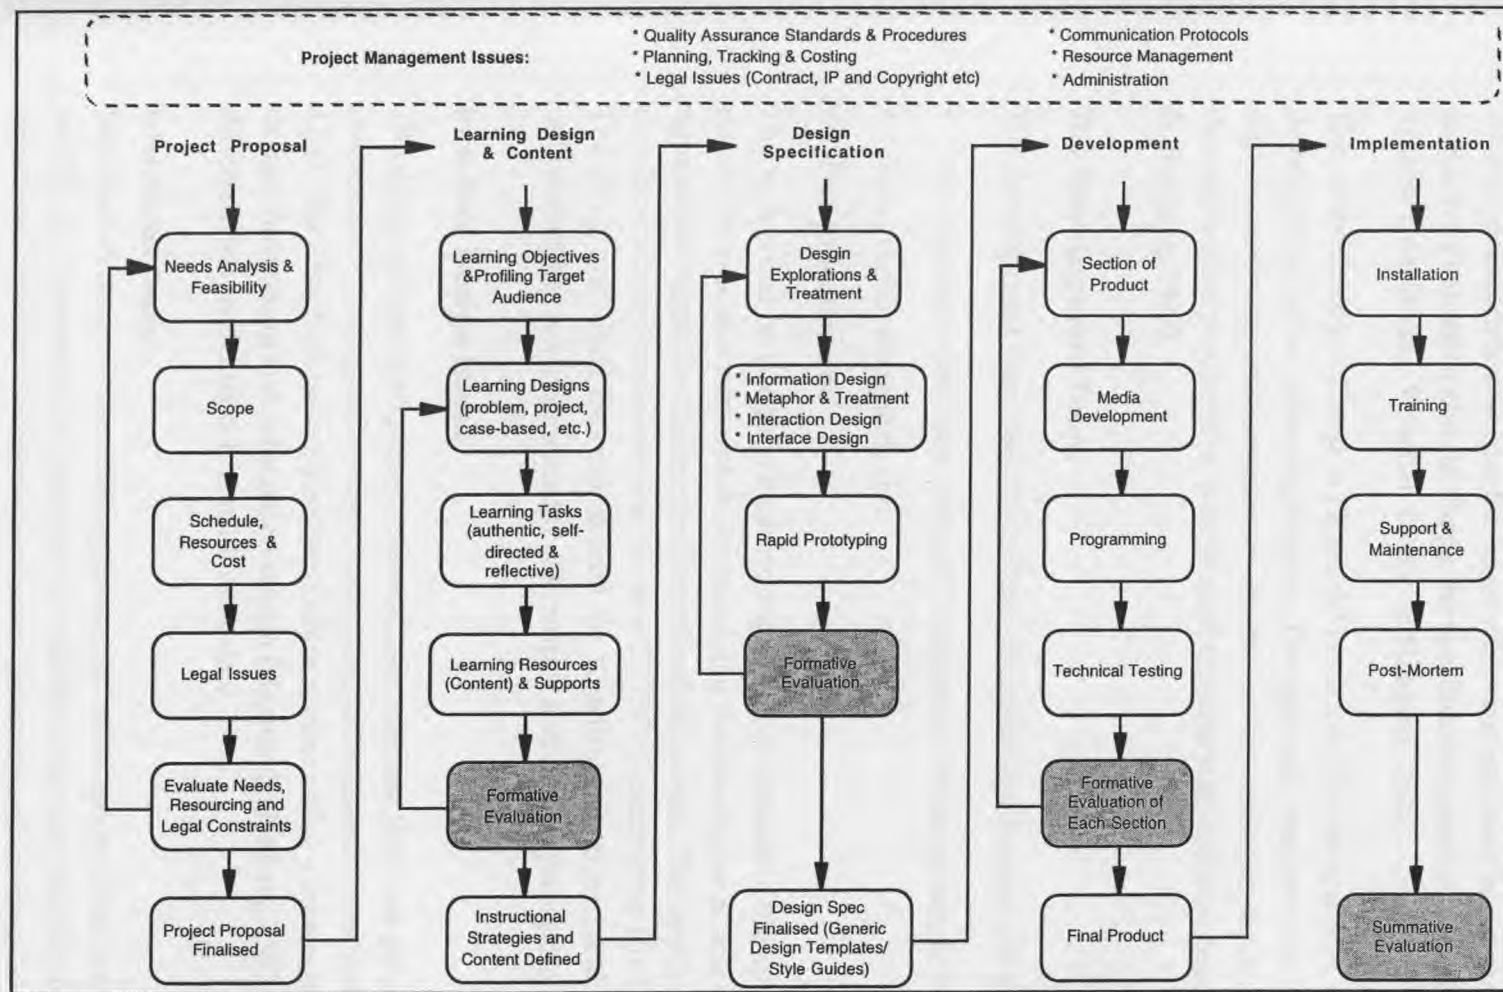 Project Management Issues:
* Quality Assurance Standards & Procedures
* Planning, Tracking & Costing
* Legal Issues (Contract, IP and Copyright etc)
* Communication Protocols
* Resource Management
* Administration
Project Proposal
Needs Analysis &
Feasibility
Scope
Schedule,
Resources &
Cost
Legal Issues
Evaluate Needs,
Resourcing and
Legal Constraints
Project Proposal
Finalised
Learning Design
& Content
Learning Objectives
&Profiling Target
Audience
Learning Designs
(problem, project,
case-based, etc.)
Learning Tasks
(authentic, self-
directed &
reflective)
Learning Resources
(Content) & Supports
Formative
Evaluation
Instructional
Strategies and
Content Defined
Design
Specification
Desgin
Explorations &
Treatment
* Information Design
* Metaphor & Treatment
* Interaction Design
* Interface Design
Rapid Prototyping
Formative
Evaluation
Design Spec
Finalised (Generic
Design Templates/
Style Guides)
Development
Section of
Product
Media
Development
Programming
Technical Testing
Formative
Evaluation of
Each Section
Final Product
Implementation
Installation
Training
Support &
Maintenance
Post-Mortem
Summative
Evaluation